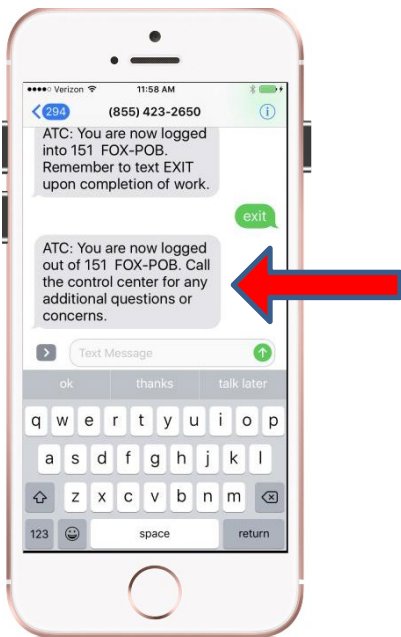 Verizon 11:58 AM
294 (855) 423-2650
ATC: You are now logged
into 151 FOX-POB.
Remember to text EXIT
upon completion of work.
exit
ATC: You are now logged
out of 151 FOX-POB. Call
the control center for any
additional questions or
concerns.
Text Message
ok thanks talk later
q w e r t y u i o p
a s d f g h j k l
z x c v b n m
123 space return